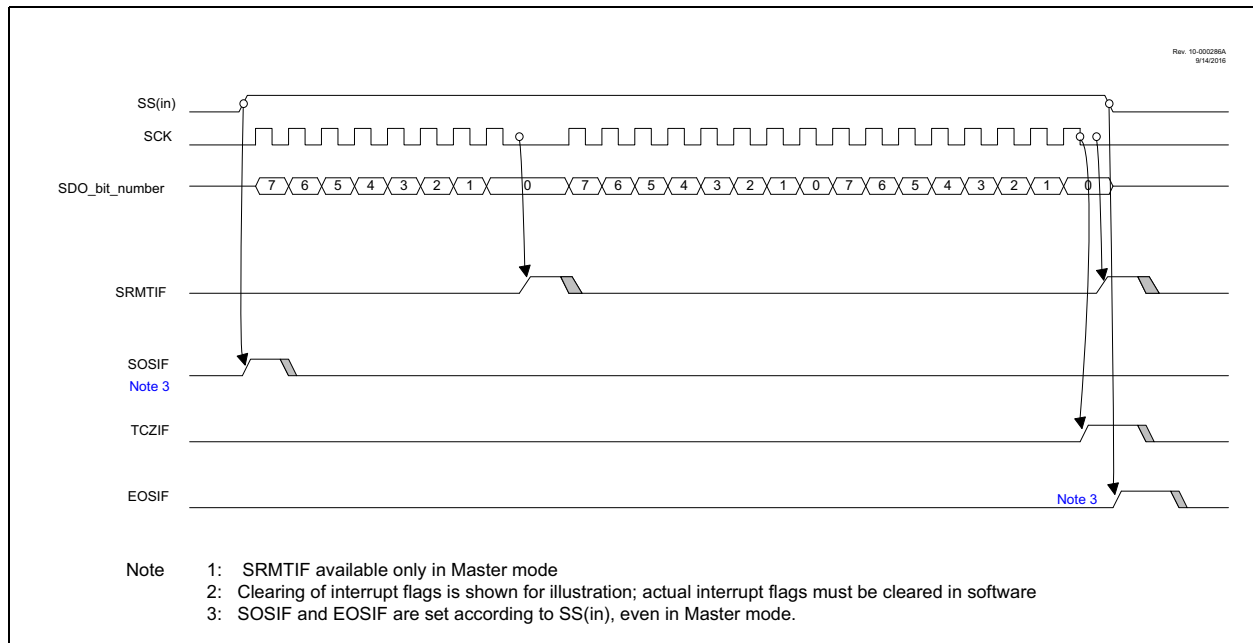 Rev. 10-000286A
9/14/2016
SS(in)
SCK
SDO_bit_number
7 6 5 4 3 2 1 0 7 6 5 4 3 2 1 0 7 6 5 4 3 2 1 0
SRMTIF
SOSIF
Note 3
TCZIF
EOSIF
Note 3
Note 1: SRMTIF available only in Master mode
2: Clearing of interrupt flags is shown for illustration; actual interrupt flags must be cleared in software
3: SOSIF and EOSIF are set according to SS(in), even in Master mode.